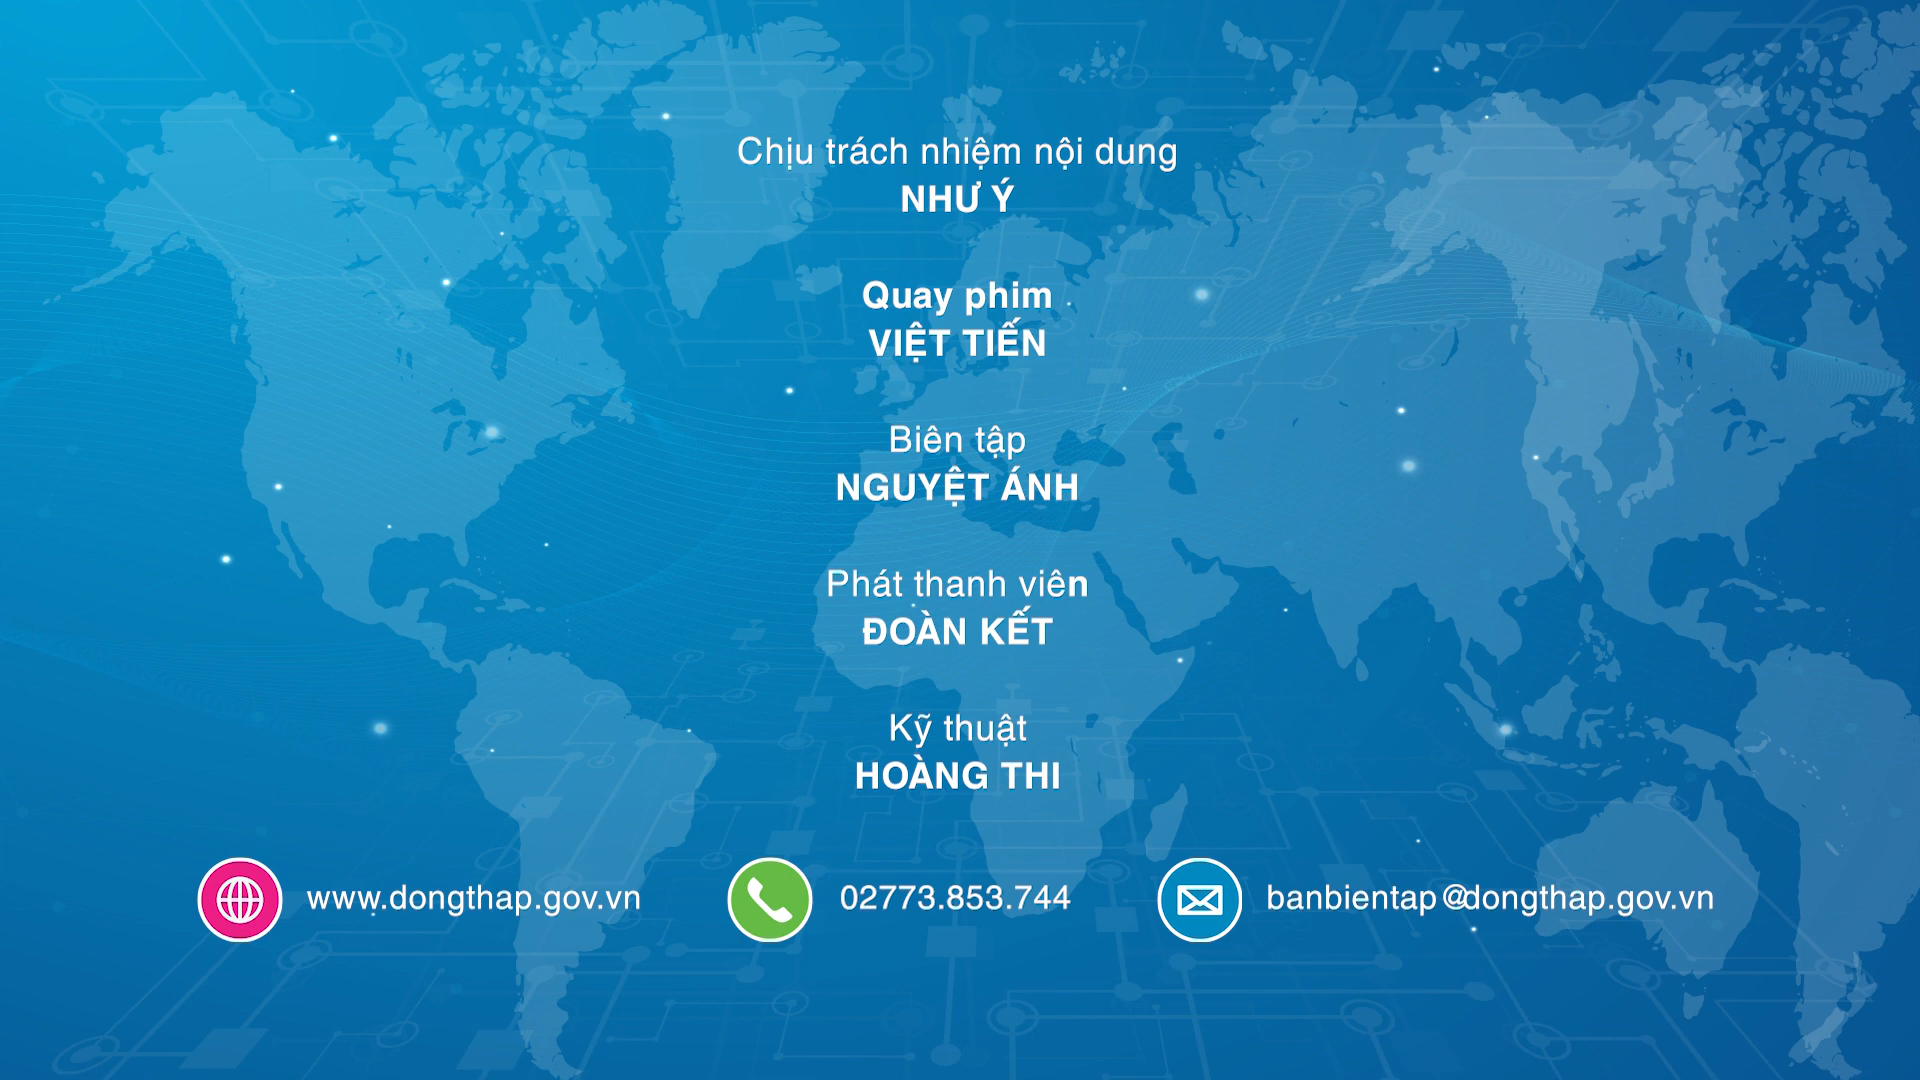 Chịu trách nhiệm nội dung
NHƯ Ý
Quay phim
VIỆT TIẾN
Biên tập
NGUYỆT ÁNH
Phát thanh viên
ĐOÀN KẾT
Kỹ thuật
HOÀNG THI
www.dongthap.gov.vn
02773.853.744
banbientap@dongthap.gov.vn